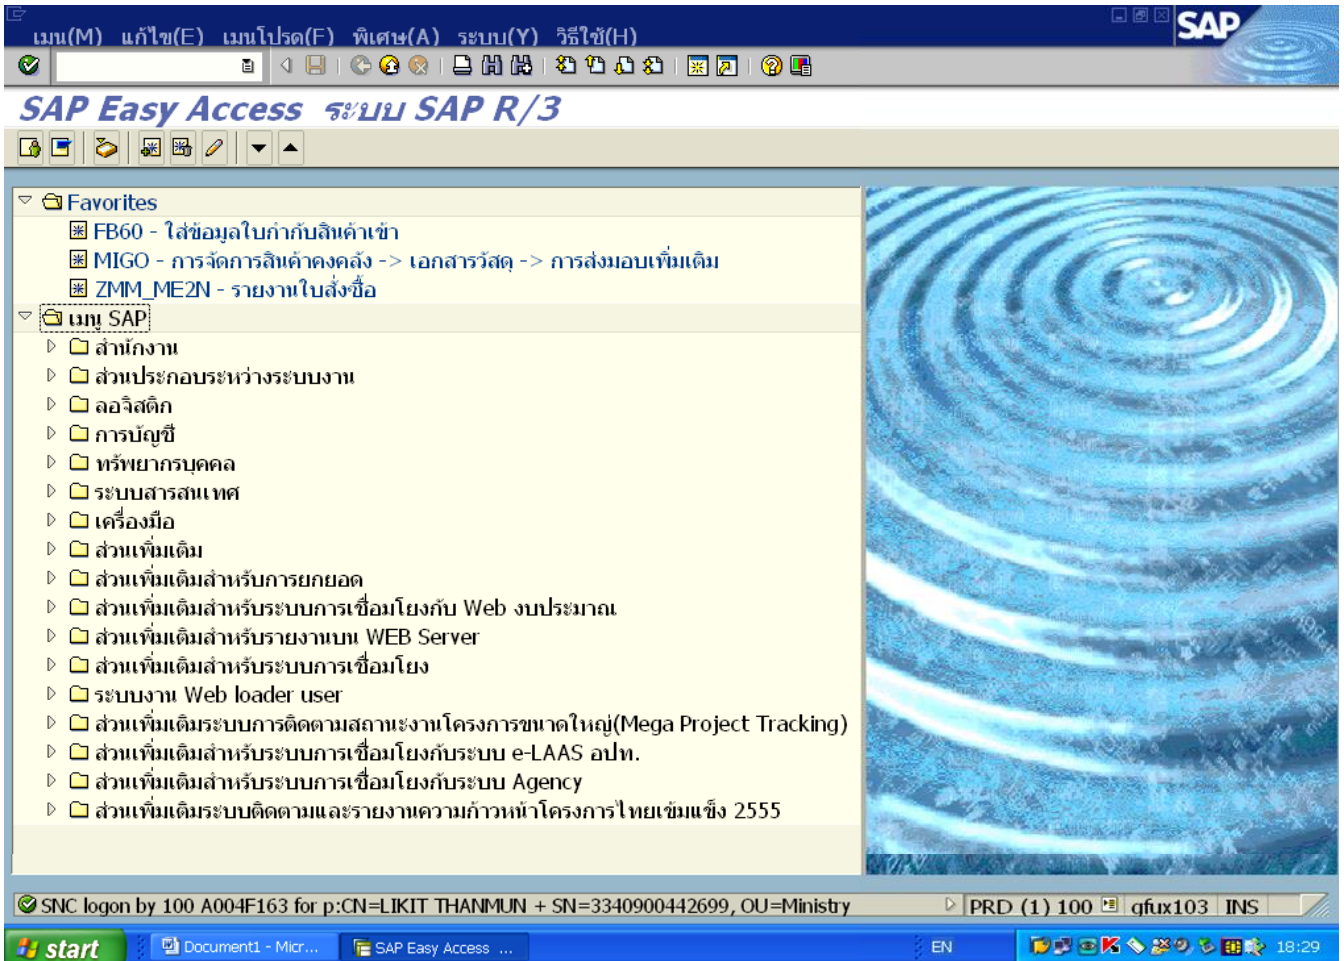 เมนู(M) แก้ไข(E) เมนูโปรด(F) พิเศษ(A) ระบบ(Y) วิธีใช้(H)
SAP
SAP Easy Access ระบบ SAP R/3
Favorites
FB60 - ใส่ข้อมูลใบกำกับสินค้าเข้า
MIGO - การจัดการสินค้าคงคลัง -> เอกสารวัสดุ -> การส่งมอบเพิ่มเติม
ZMM_ME2N - รายงานใบสั่งซื้อ
เมนู SAP
สำนักงาน
ส่วนประกอบระหว่างระบบงาน
ลอจิสติก
การบัญชี
ทรัพยากรบุคคล
ระบบสารสนเทศ
เครื่องมือ
ส่วนเพิ่มเติม
ส่วนเพิ่มเติมสำหรับการยกยอด
ส่วนเพิ่มเติมสำหรับระบบการเชื่อมโยงกับ Web งบประมาณ
ส่วนเพิ่มเติมสำหรับรายงานบน WEB Server
ส่วนเพิ่มเติมสำหรับระบบการเชื่อมโยง
ระบบงาน Web loader user
ส่วนเพิ่มเติมระบบการติดตามสถานะงานโครงการขนาดใหญ่(Mega Project Tracking)
ส่วนเพิ่มเติมสำหรับระบบการเชื่อมโยงกับระบบ e-LAAS อปท.
ส่วนเพิ่มเติมสำหรับระบบการเชื่อมโยงกับระบบ Agency
ส่วนเพิ่มเติมระบบติดตามและรายงานความก้าวหน้าโครงการไทยเข้มแข็ง 2555
SNC logon by 100 A004F163 for p:CN=LIKIT THANMUN + SN=3340900442699, OU=Ministry PRD (1) 100 qfux103 INS
start Document1 - Micr... SAP Easy Access ... EN 18:29